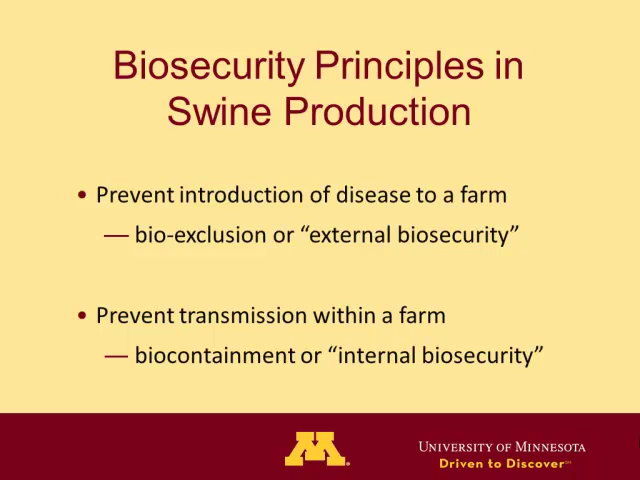 Biosecurity Principles in
Swine Production
• Prevent introduction of disease to a farm
— bio-exclusion or “external biosecurity”
• Prevent transmission within a farm
— biocontainment or “internal biosecurity”
M
UNIVERSITY OF MINNESOTA
Driven to Discover℠